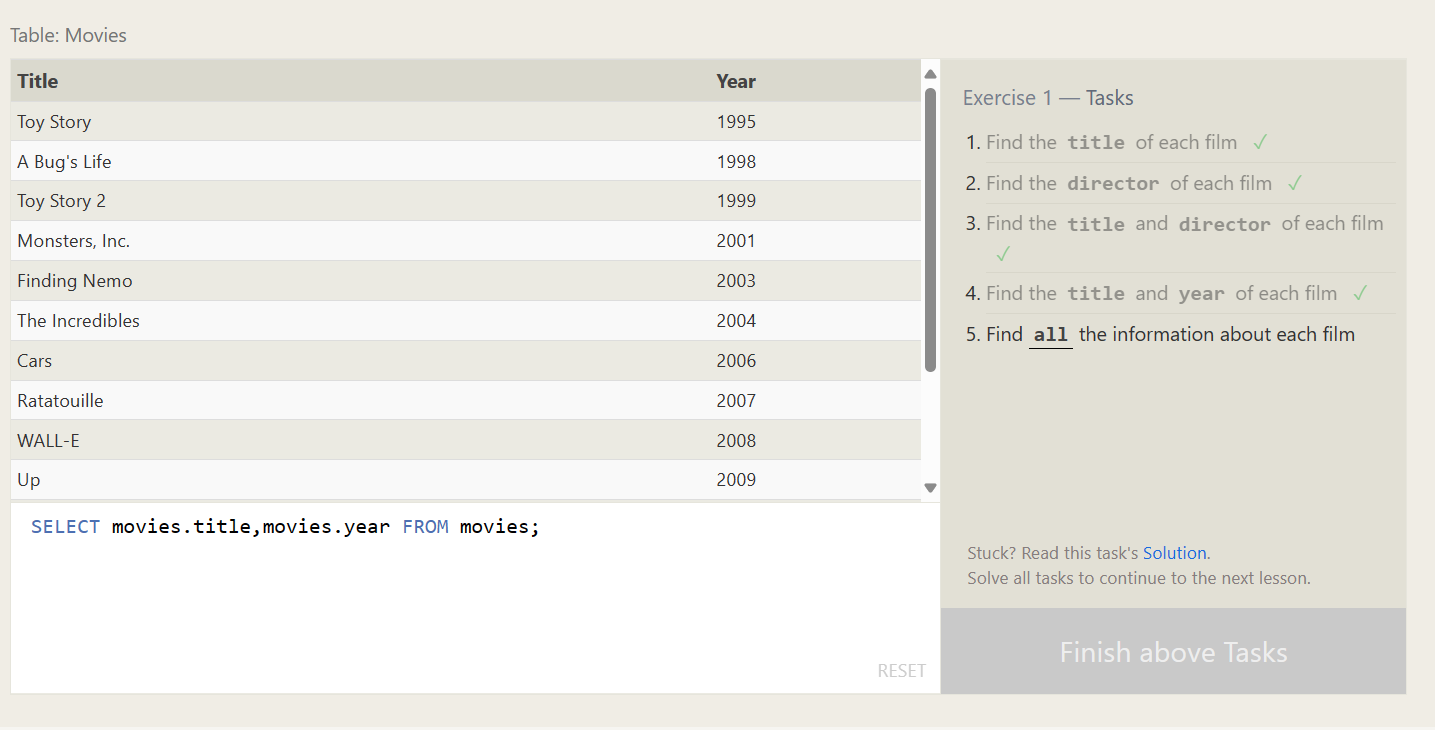 Table: Movies
Title Year
Toy Story 1995
A Bug's Life 1998
Toy Story 2 1999
Monsters, Inc. 2001
Finding Nemo 2003
The Incredibles 2004
Cars 2006
Ratatouille 2007
WALL-E 2008
Up 2009
SELECT movies.title,movies.year FROM movies;
RESET
Exercise 1 — Tasks
1. Find the title of each film ✓
2. Find the director of each film ✓
3. Find the title and director of each film
✓
4. Find the title and year of each film ✓
5. Find all the information about each film
Stuck? Read this task's Solution.
Solve all tasks to continue to the next lesson.
Finish above Tasks